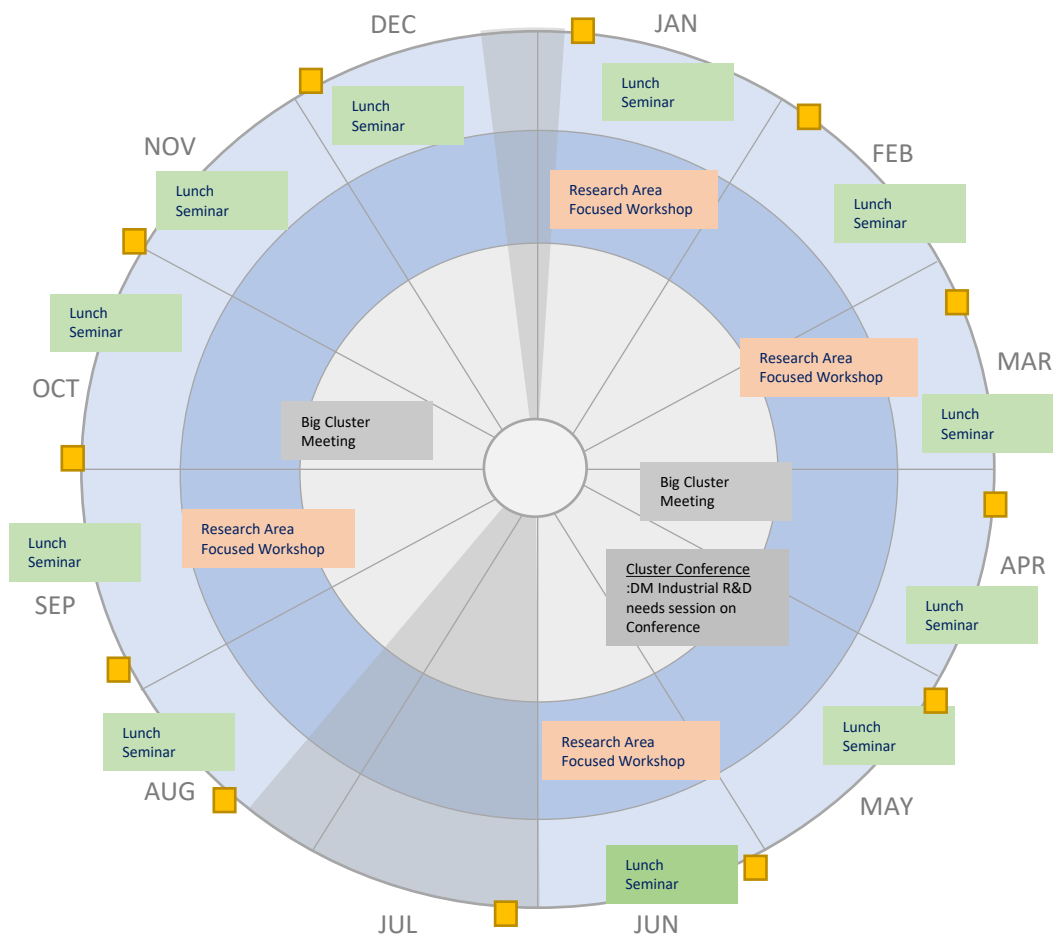 DEC
JAN
Lunch
Seminar
Lunch
Seminar
NOV
FEB
Lunch
Seminar
Research Area
Focused Workshop
Lunch
Seminar
Lunch
Seminar
OCT
Research Area
Focused Workshop
MAR
Big Cluster
Meeting
Lunch
Seminar
Big Cluster
Meeting
Lunch
Seminar
Research Area
Focused Workshop
Cluster Conference
:DM Industrial R&D
needs session on
Conference
APR
SEP
Lunch
Seminar
Lunch
Seminar
Research Area
Focused Workshop
Lunch
Seminar
AUG
MAY
Lunch
Seminar
JUL
JUN